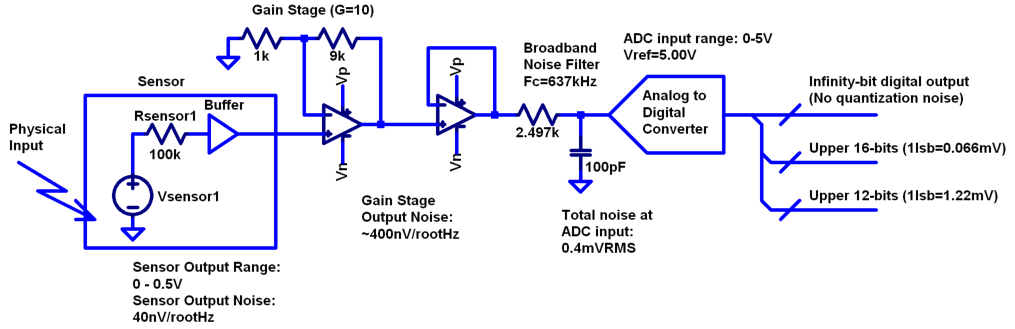 Gain Stage (G=10)
1k
9k
Vp
Vn
Vp
Vn
Broadband
Noise Filter
Fc=637kHz
2.497k
100pF
ADC input range: 0-5V
Vref=5.00V
Analog to
Digital
Converter
Infinity-bit digital output
(No quantization noise)
Upper 16-bits (1lsb=0.066mV)
Upper 12-bits (1lsb=1.22mV)
Sensor
Physical
Input
Rsensor1
100k
Buffer
Vsensor1
Gain Stage
Output Noise:
~400nV/rootHz
Total noise at
ADC input:
0.4mVRMS
Sensor Output Range:
0 - 0.5V
Sensor Output Noise:
40nV/rootHz